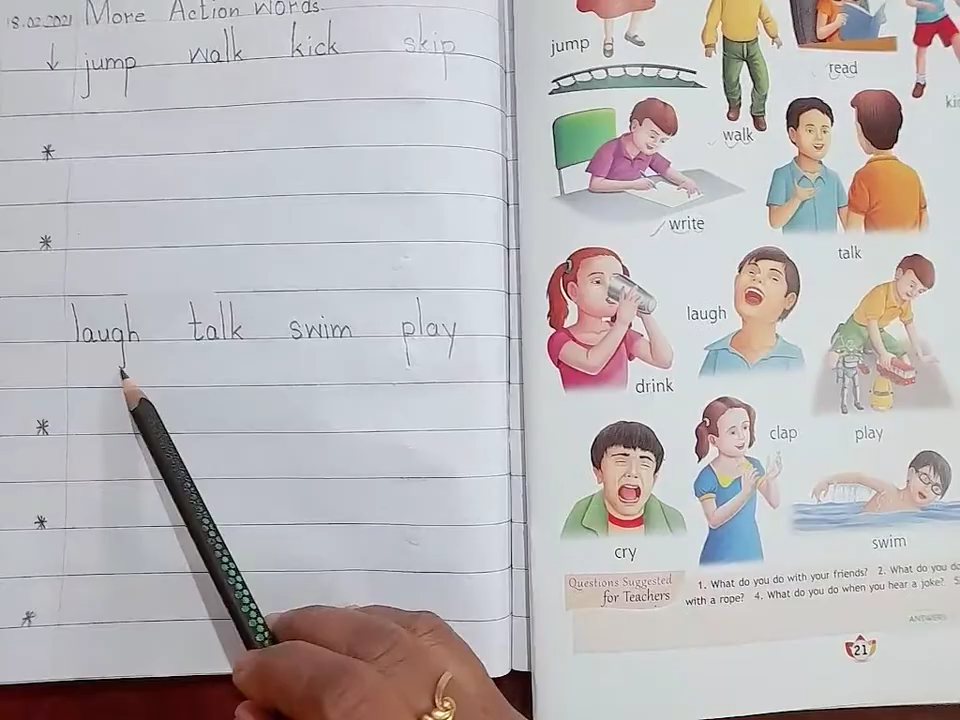 18.02.2021 More Action Words
↓ jump walk kick skip
*
*
laugh talk swim play
*
*
*
jump
read
walk
write
talk
laugh
drink
clap
play
cry
swim
Questions Suggested
for Teachers
1. What do you do with your friends? 2. What do you do
with a rope? 4. What do you do when you hear a joke?
ANSWERS
21